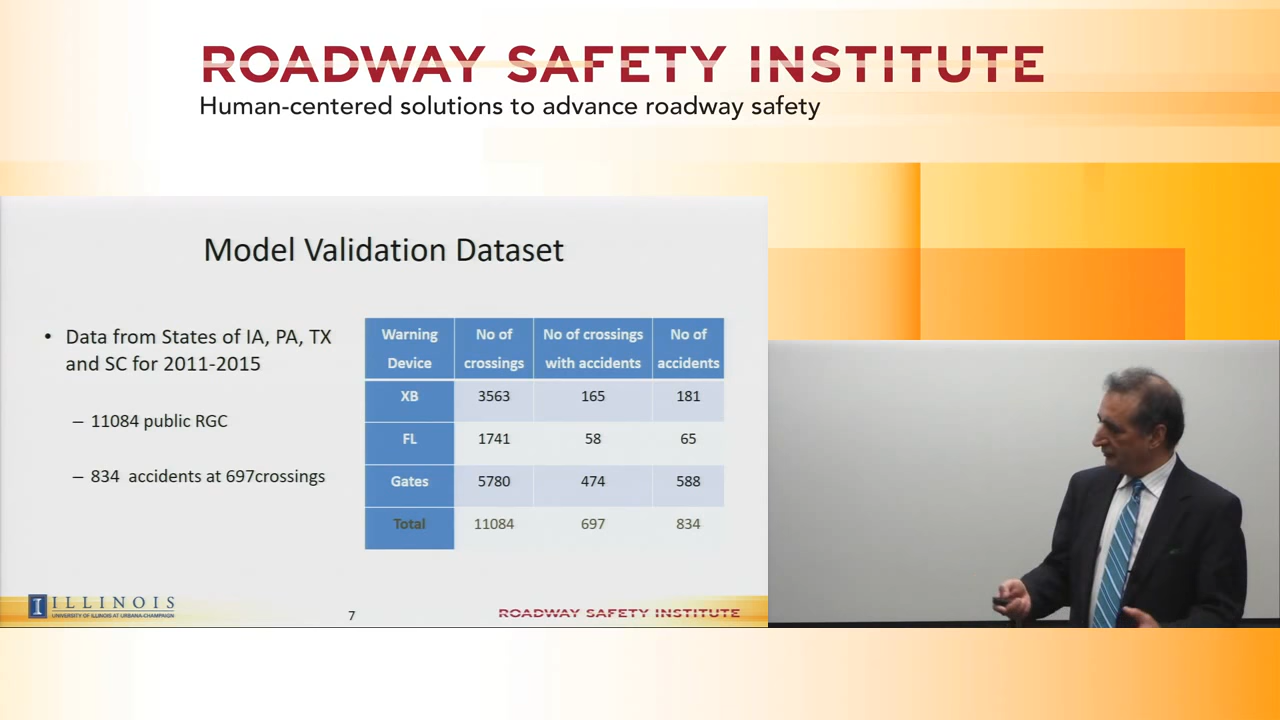 ROADWAY SAFETY INSTITUTE
Human-centered solutions to advance roadway safety
Model Validation Dataset
• Data from States of IA, PA, TX
and SC for 2011-2015
– 11084 public RGC
– 834 accidents at 697crossings
Warning Device No of crossings No of crossings with accidents No of accidents
XB 3563 165 181
FL 1741 58 65
Gates 5780 474 588
Total 11084 697 834
I ILLINOIS
UNIVERSITY OF ILLINOIS AT URBANA-CHAMPAIGN
7
ROADWAY SAFETY INSTITUTE